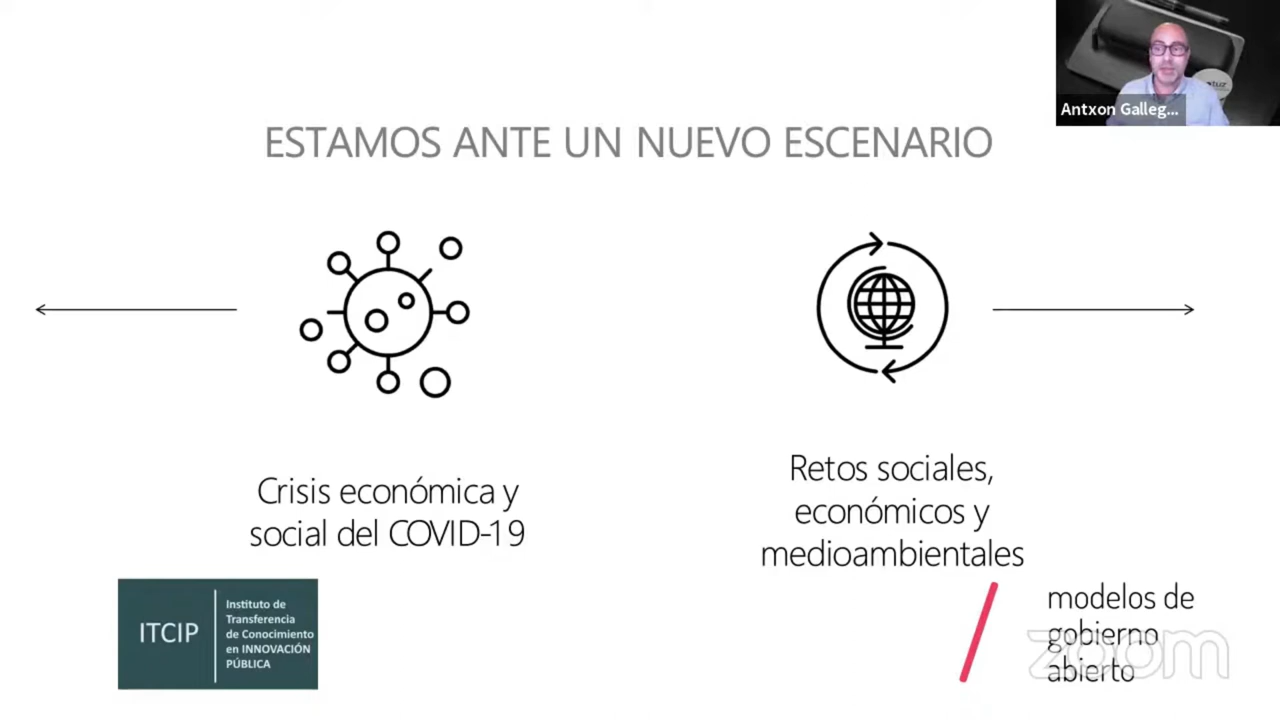 Antxon Galleg...
ESTAMOS ANTE UN NUEVO ESCENARIO
Crisis económica y
social del COVID-19
Retos sociales,
económicos y
medioambientales
ITCIP
Instituto de
Transferencia
de Conocimiento
en INNOVACIÓN
PÚBLICA
modelos de
gobierno
abierto
zoom